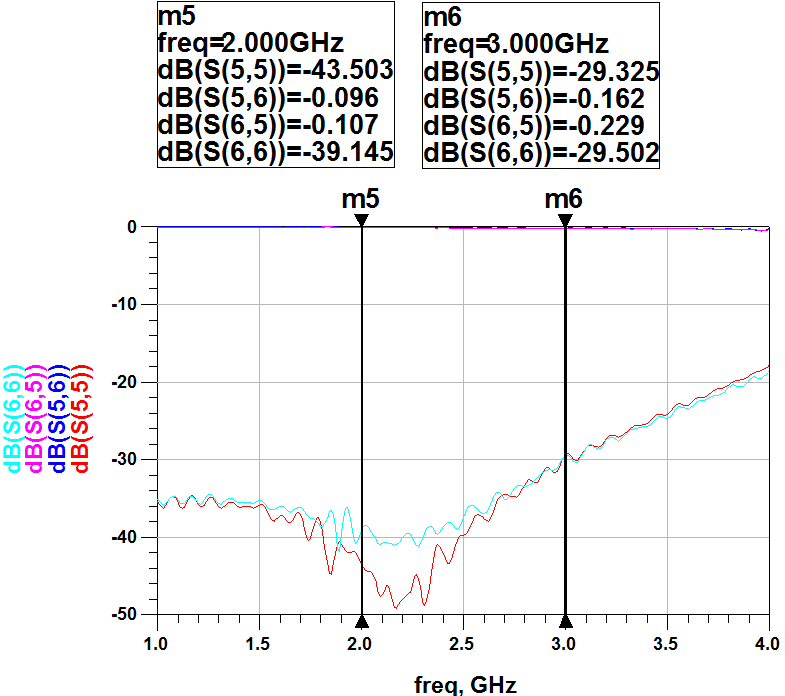 m5
freq=2.000GHz
dB(S(5,5))=-43.503
dB(S(5,6))=-0.096
dB(S(6,5))=-0.107
dB(S(6,6))=-39.145
m6
freq=3.000GHz
dB(S(5,5))=-29.325
dB(S(5,6))=-0.162
dB(S(6,5))=-0.229
dB(S(6,6))=-29.502
m5
m6
0
-10
-20
-30
-40
-50
dB(S(6,6))
dB(S(6,5))
dB(S(5,6))
dB(S(5,5))
1.0 1.5 2.0 2.5 3.0 3.5 4.0
freq, GHz